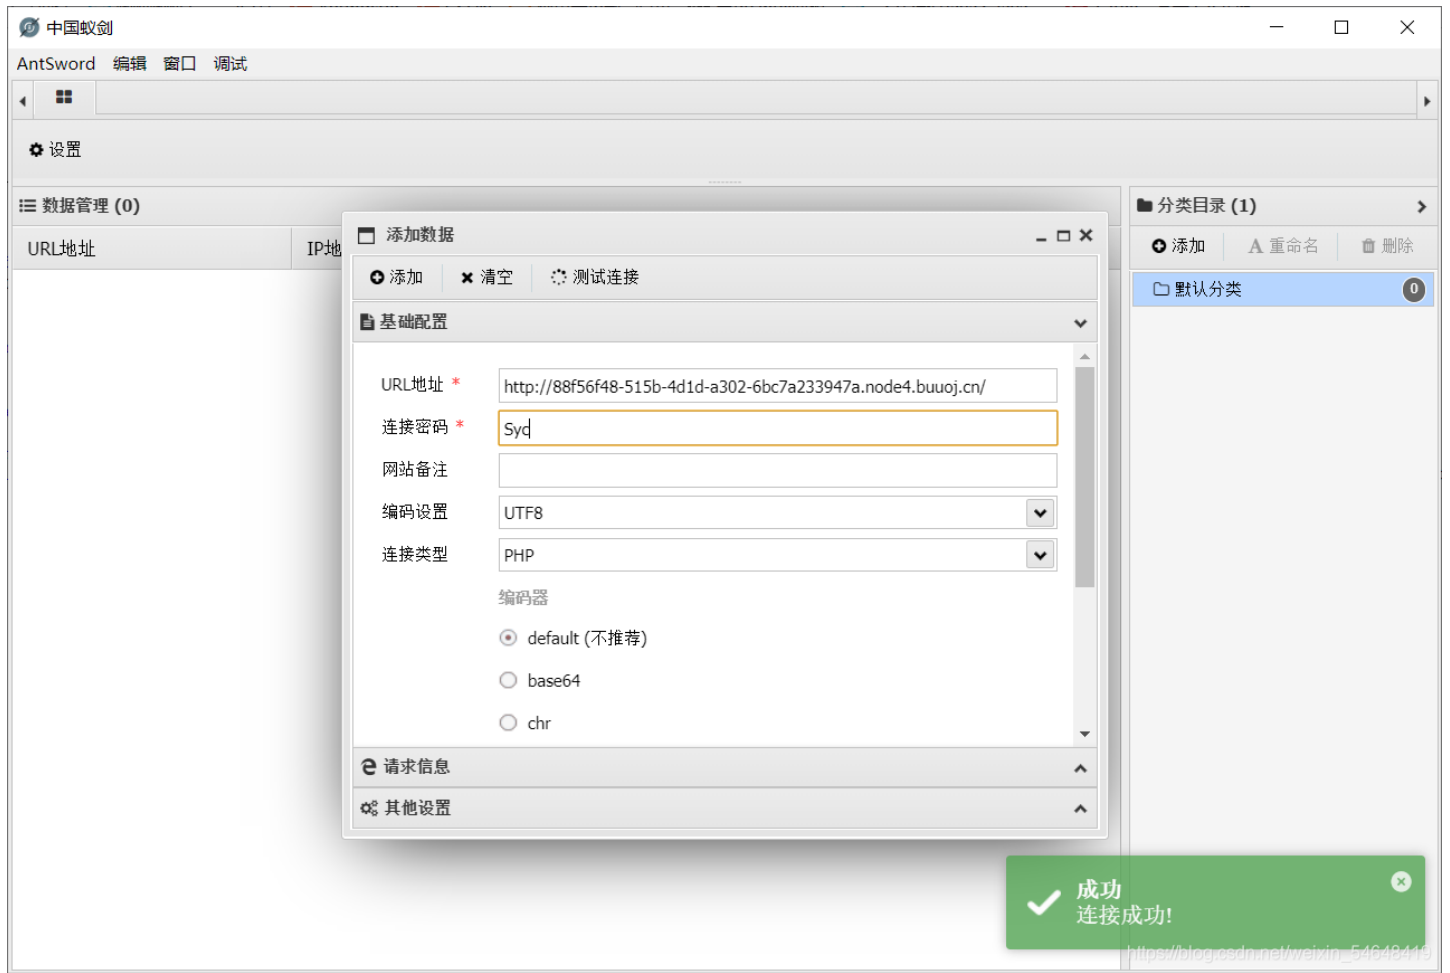 中国蚁剑
AntSword 编辑 窗口 调试
设置
数据管理 (0)
分类目录 (1)
URL地址
IP地
添加 重命名 删除
默认分类 0
添加数据
添加 清空 测试连接
基础配置
URL地址 * http://88f56f48-515b-4d1d-a302-6bc7a233947a.node4.buuoj.cn/
连接密码 * Syc
网站备注
编码设置 UTF8
连接类型 PHP
编码器
default (不推荐)
base64
chr
请求信息
其他设置
成功
连接成功!
https://blog.csdn.net/weixin_54648419